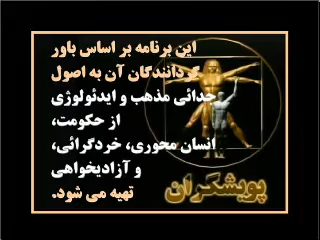 این برنامه بر اساس باور
گردانندگان آن به اصول
جدائی مذهب و ایدئولوژی
از حکومت،
انسان محوری، خردگرائی،
و آزادیخواهی
تهیه می شود.
پویشگران